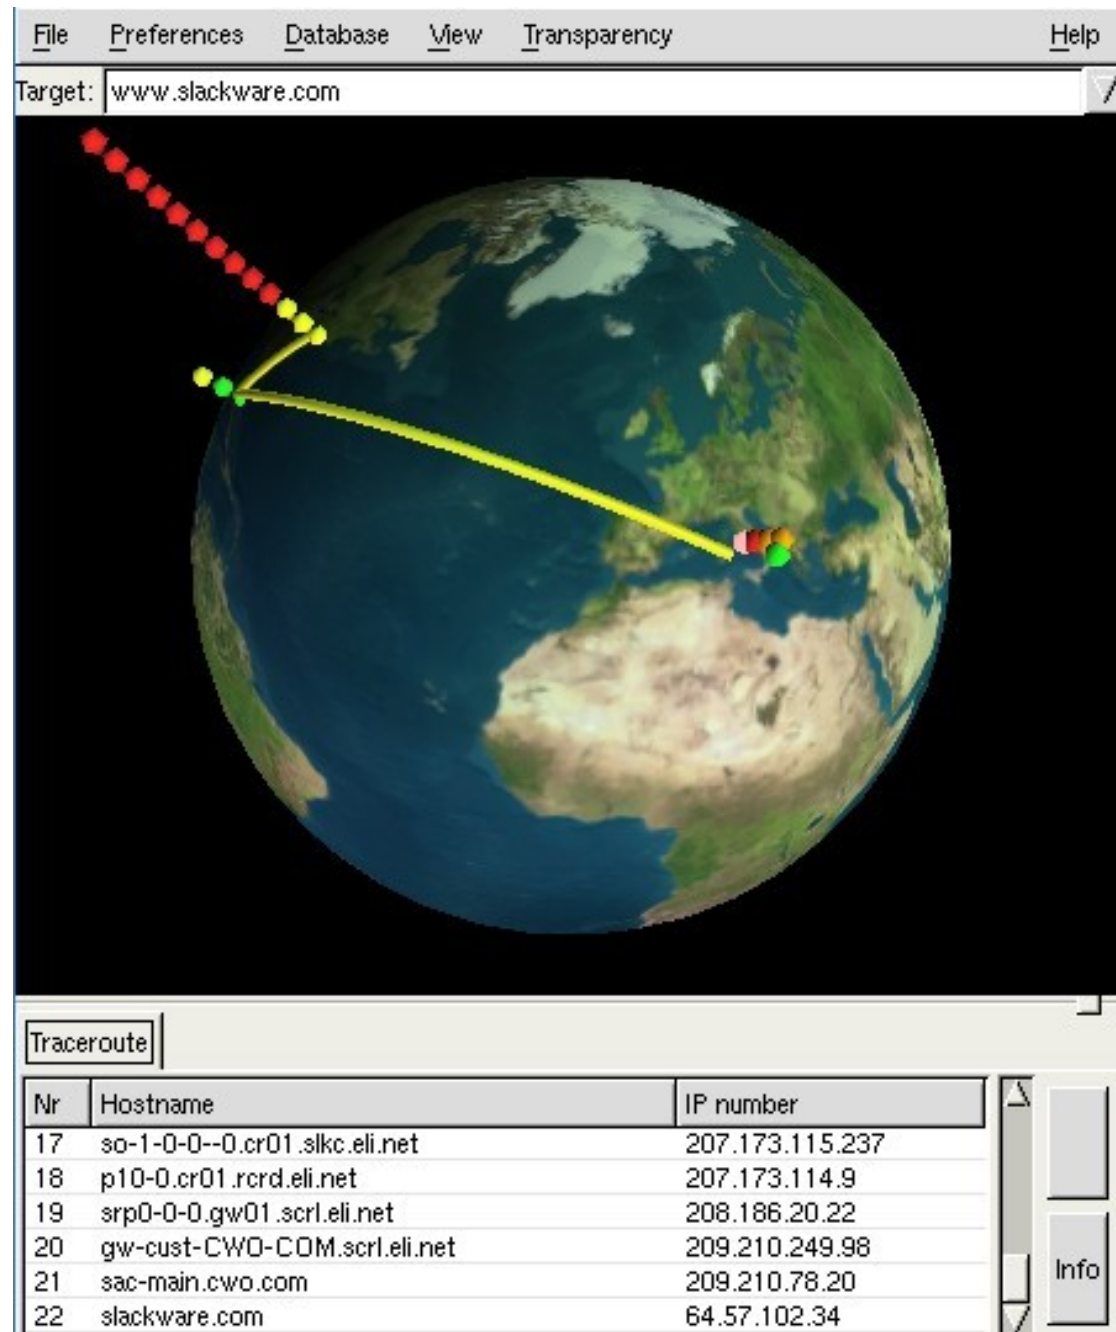 File Preferences Database View Transparency Help
Target: www.slackware.com
Traceroute
Nr Hostname IP number
17 so-1-0-0--0.cr01.slkc.eli.net 207.173.115.237
18 p10-0.cr01.rcrd.eli.net 207.173.114.9
19 srp0-0-0.gw01.scrl.eli.net 208.186.20.22
20 gw-cust-CWO-COM.scrl.eli.net 209.210.249.98
21 sac-main.cwo.com 209.210.78.20
Info
22 slackware.com 64.57.102.34